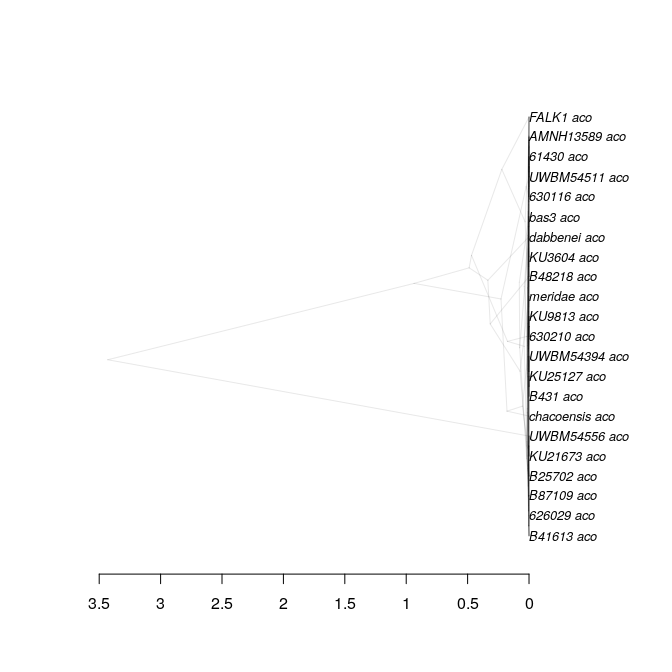 FALK1 aco
AMNH13589 aco
61430 aco
UWBM54511 aco
630116 aco
bas3 aco
dabbenei aco
KU3604 aco
B48218 aco
meridae aco
KU9813 aco
630210 aco
UWBM54394 aco
KU25127 aco
B431 aco
chacoensis aco
UWBM54556 aco
KU21673 aco
B25702 aco
B87109 aco
626029 aco
B41613 aco
3.5 3 2.5 2 1.5 1 0.5 0